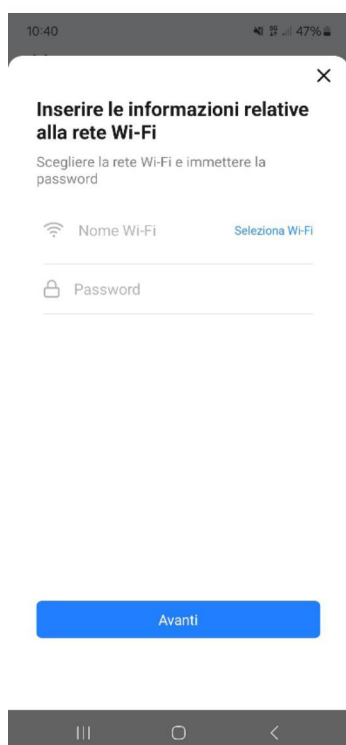 10:40
47%
Inserire le informazioni relative
alla rete Wi-Fi
Scegliere la rete Wi-Fi e immettere la
password
Nome Wi-Fi Seleziona Wi-Fi
Password
Avanti